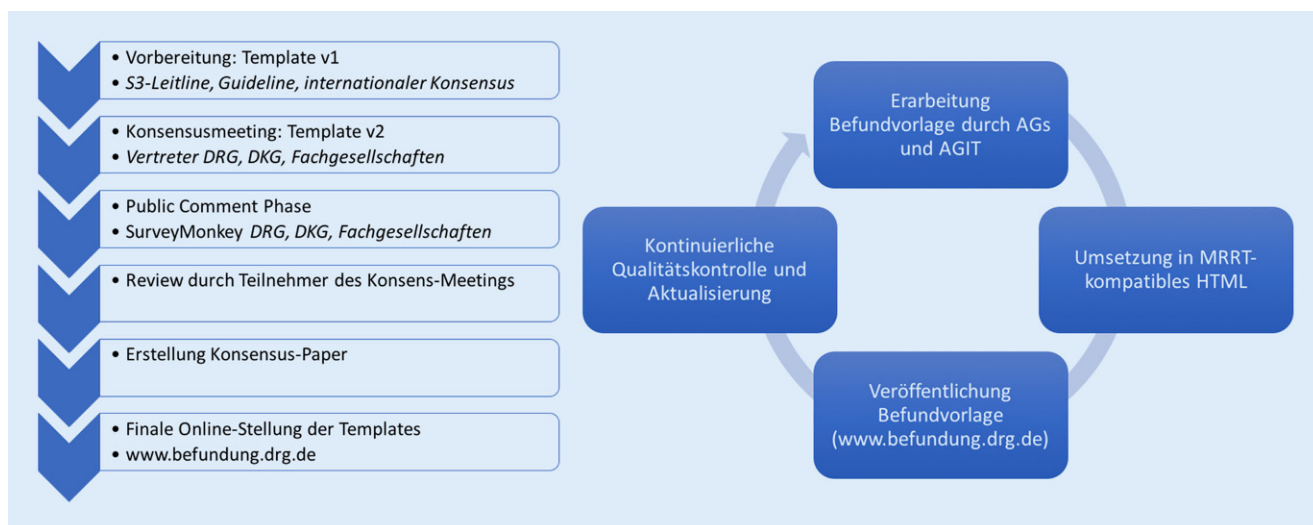 • Vorbereitung: Template v1
• S3-Leitline, Guideline, internationaler Konsensus
• Konsensusmeeting: Template v2
• Vertreter DRG, DKG, Fachgesellschaften
• Public Comment Phase
• SurveyMonkey DRG, DKG, Fachgesellschaften
• Review durch Teilnehmer des Konsens-Meetings
• Erstellung Konsensus-Paper
• Finale Online-Stellung der Templates
• www.befundung.drg.de
Erarbeitung
Befundvorlage durch AGs
und AGIT
Umsetzung in MRRT-
kompatibles HTML
Veröffentlichung
Befundvorlage
(www.befundung.drg.de)
Kontinuierliche
Qualitätskontrolle und
Aktualisierung